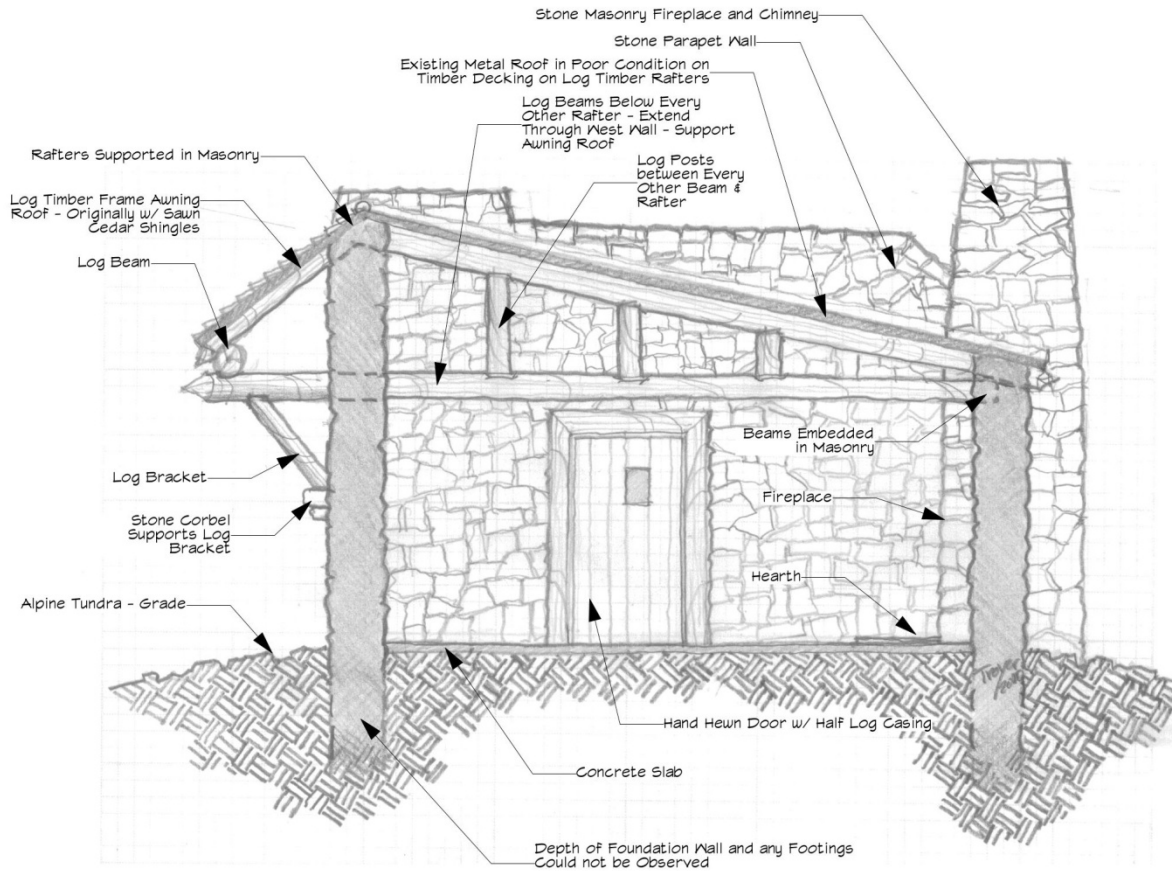 Stone Masonry Fireplace and Chimney
Stone Parapet Wall
Existing Metal Roof in Poor Condition on
Timber Decking on Log Timber Rafters
Log Beams Below Every
Other Rafter - Extend
Through West Wall - Support
Awning Roof
Log Posts
between Every
Other Beam &
Rafter
Rafters Supported in Masonry
Log Timber Frame Awning
Roof - Originally w/ Sawn
Cedar Shingles
Log Beam
Beams Embedded
in Masonry
Log Bracket
Fireplace
Stone Corbel
Supports Log
Bracket
Hearth
Alpine Tundra - Grade
Hand Hewn Door w/ Half Log Casing
Concrete Slab
Depth of Foundation Wall and any Footings
Could not be Observed